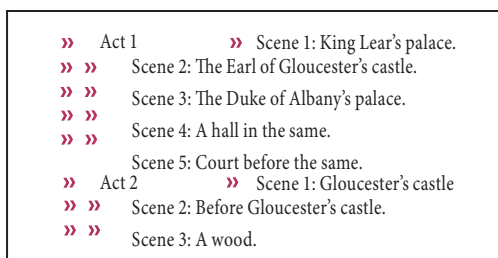 » Act 1 » Scene 1: King Lear's palace.
» » Scene 2: The Earl of Gloucester's castle.
» » Scene 3: The Duke of Albany's palace.
» » Scene 4: A hall in the same.
» » Scene 5: Court before the same.
» Act 2 » Scene 1: Gloucester's castle
» » Scene 2: Before Gloucester's castle.
» » Scene 3: A wood.